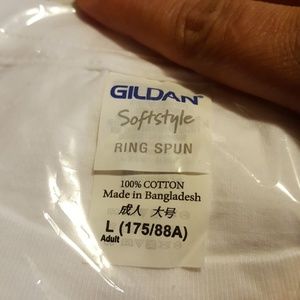 GILDAN
Softstyle
RING SPUN
100% COTTON
Made in Bangladesh
成人 大号
L (175/88A)
Adult